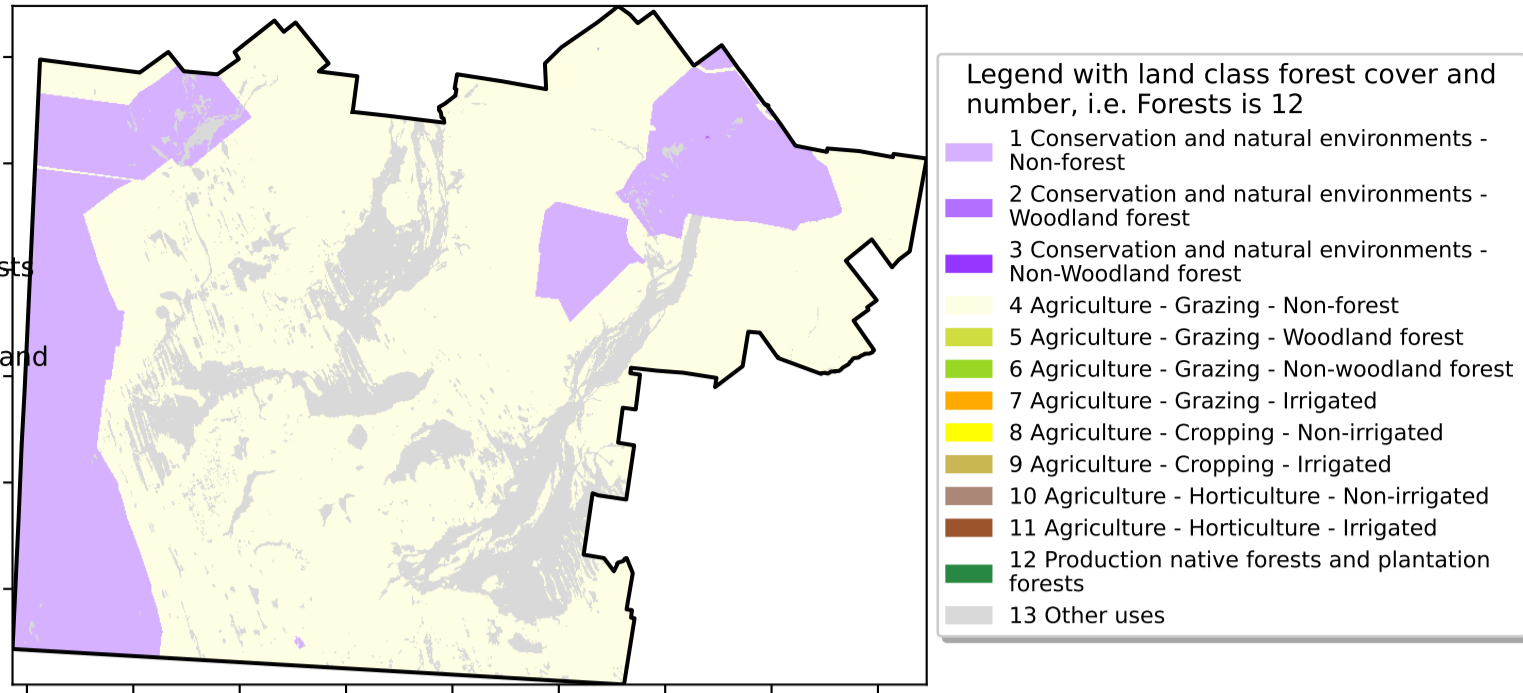 Legend with land class forest cover and
number, i.e. Forests is 12
1 Conservation and natural environments -
Non-forest
2 Conservation and natural environments -
Woodland forest
3 Conservation and natural environments -
Non-Woodland forest
4 Agriculture - Grazing - Non-forest
5 Agriculture - Grazing - Woodland forest
6 Agriculture - Grazing - Non-woodland forest
7 Agriculture - Grazing - Irrigated
8 Agriculture - Cropping - Non-irrigated
9 Agriculture - Cropping - Irrigated
10 Agriculture - Horticulture - Non-irrigated
11 Agriculture - Horticulture - Irrigated
12 Production native forests and plantation
forests
13 Other uses
sts
and